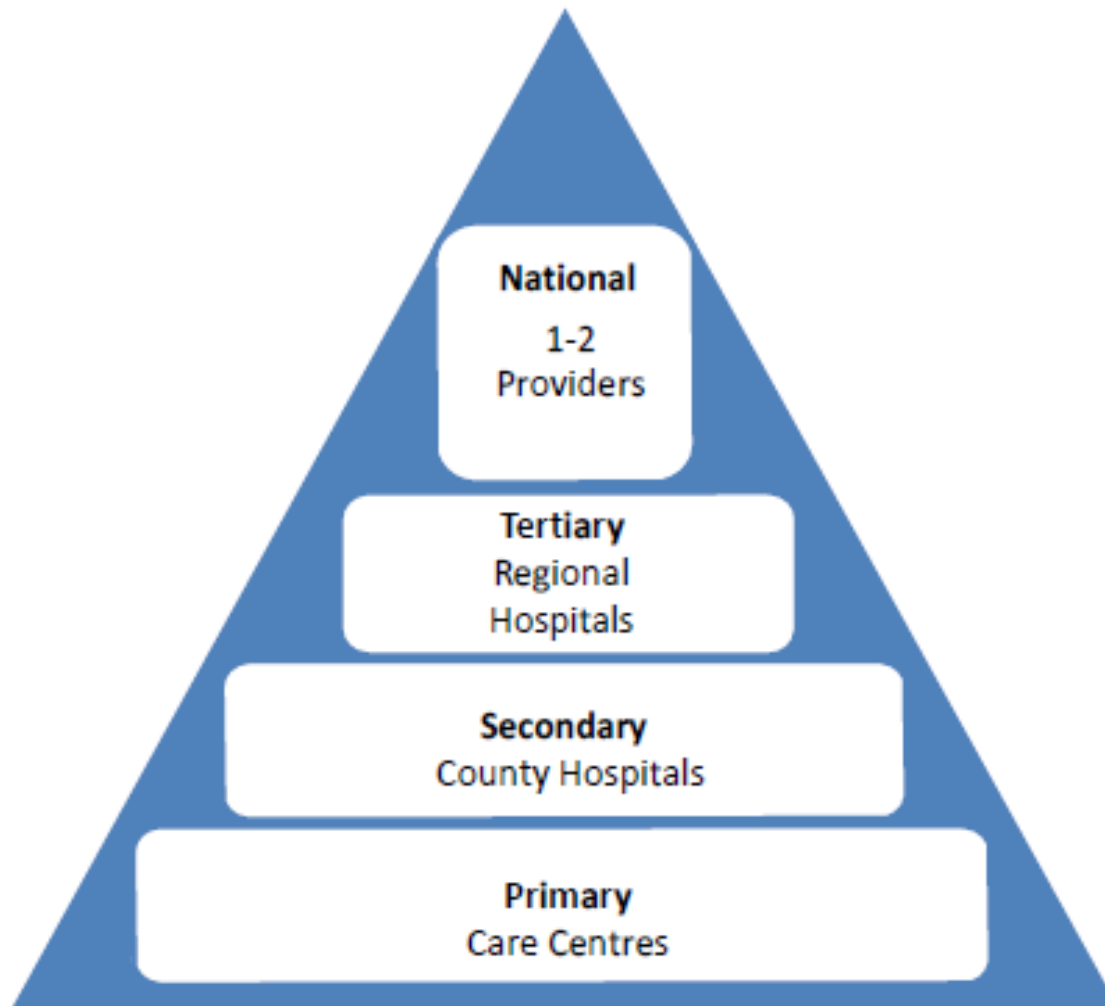 National
1-2
Providers
Tertiary
Regional
Hospitals
Secondary
County Hospitals
Primary
Care Centres